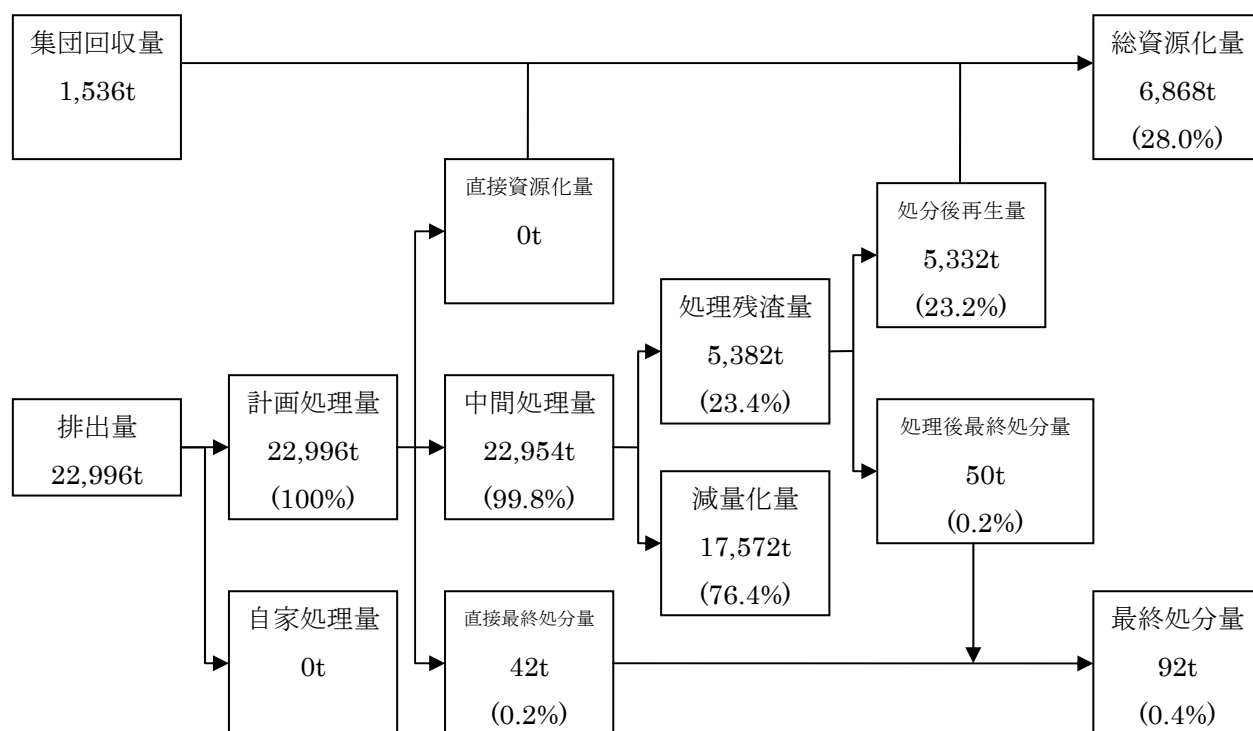 集団回収量
1,536t
総資源化量
6,868t
(28.0%)
直接資源化量
0t
処分後再生量
5,332t
(23.2%)
処理残渣量
5,382t
(23.4%)
排出量
22,996t
計画処理量
22,996t
(100%)
中間処理量
22,954t
(99.8%)
処理後最終処分量
50t
(0.2%)
減量化量
17,572t
(76.4%)
自家処理量
0t
直接最終処分量
42t
(0.2%)
最終処分量
92t
(0.4%)